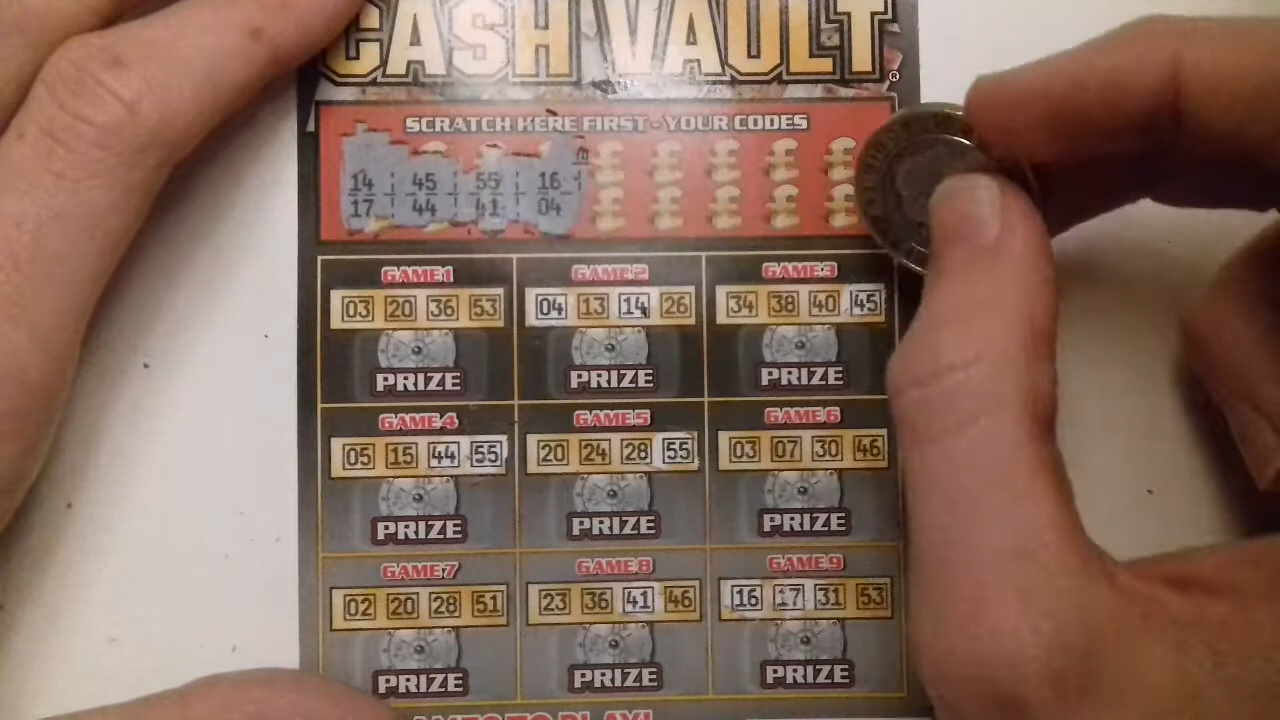 CASH VAULT®
SCRATCH HERE FIRST - YOUR CODES
14 45 55 16
17 44 41 04
GAME 1 GAME 2 GAME 3
03 20 36 53 04 13 14 26 34 38 40 45
PRIZE PRIZE PRIZE
GAME 4 GAME 5 GAME 6
05 15 44 55 20 24 28 55 03 07 30 46
PRIZE PRIZE PRIZE
GAME 7 GAME 8 GAME 9
02 20 28 51 23 36 41 46 16 17 31 53
PRIZE PRIZE PRIZE
TO PLAY!